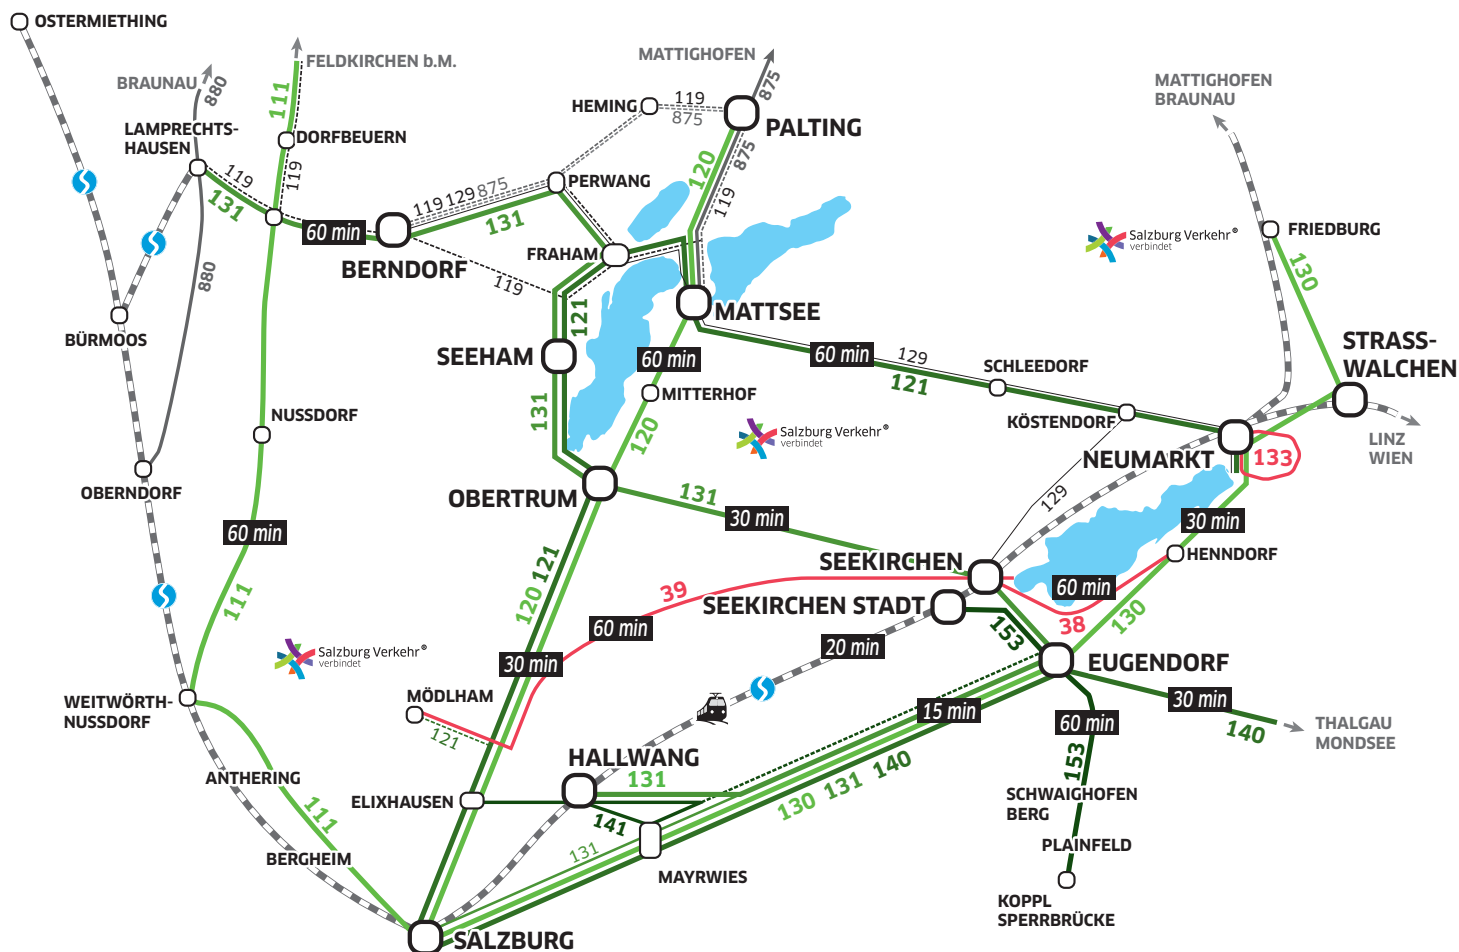 OSTERMIETHING
BRAUNAU
880
LAMPRECHTS-
HAUSEN
111
FELDKIRCHEN b.M.
DORFBEUERN
119
119
131
60 min
BERNDORF
119 129 875
131
PERWANG
HEMING
119
875
MATTIGHOFEN
875
PALTING
120
875
119
FRAHAM
119
121
MATTSEE
SEEHAM
131
60 min
MITTERHOF
120
OBERTRUM
880
BÜRMOOS
NUSSDORF
OBERNDORF
60 min
111
WEITWÖRTH-
NUSSDORF
ANTHERING
111
BERGHEIM
Salzburg Verkehr®
verbindet
Salzburg Verkehr®
verbindet
Salzburg Verkehr®
verbindet
MATTIGHOFEN
BRAUNAU
FRIEDBURG
130
STRASS-
WALCHEN
LINZ
WIEN
60 min
129
121
SCHLEEDORF
KÖSTENDORF
NEUMARKT
133
129
30 min
HENNDORF
131
30 min
SEEKIRCHEN
SEEKIRCHEN STADT
60 min
38
130
153
39
60 min
20 min
120 121
30 min
MÖDLHAM
121
EUGENDORF
15 min
30 min
140
THALGAU
MONDSEE
60 min
153
SCHWAIGHOFEN
BERG
PLAINFELD
KOPPL
SPERRBRÜCKE
HALLWANG
131
130 131 140
ELIXHAUSEN
141
131
MAYRWIES
SALZBURG